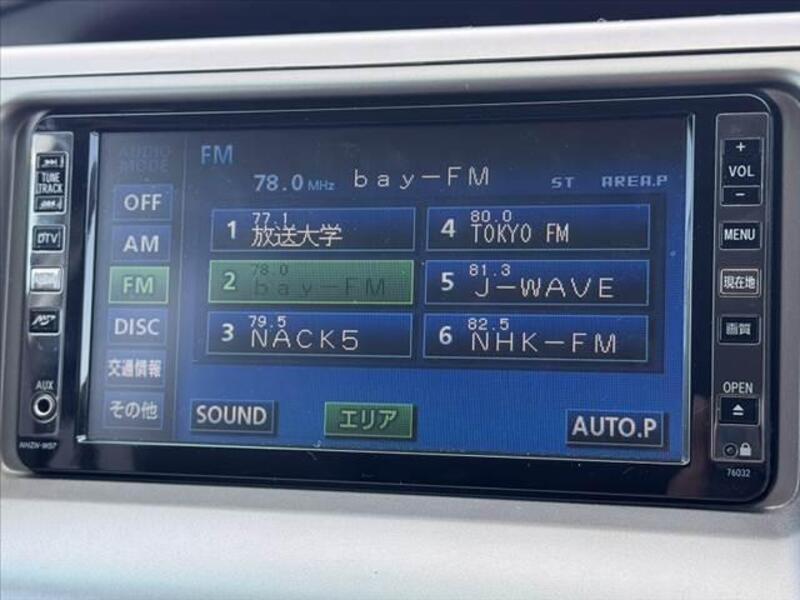 AUDIO
MODE
FM
78.0 MHz bay-FM
ST AREA.P
OFF
AM
FM
DISC
交通情報
その他
1 77.1 放送大学
2 78.0 bay-FM
3 79.5 NACK5
4 80.0 TOKYO FM
5 81.3 J-WAVE
6 82.5 NHK-FM
SOUND
エリア
AUTO.P
TUNE
TRACK
DTV
AUX
NHZN-W57
+
VOL
-
MENU
現在地
画質
OPEN
76032